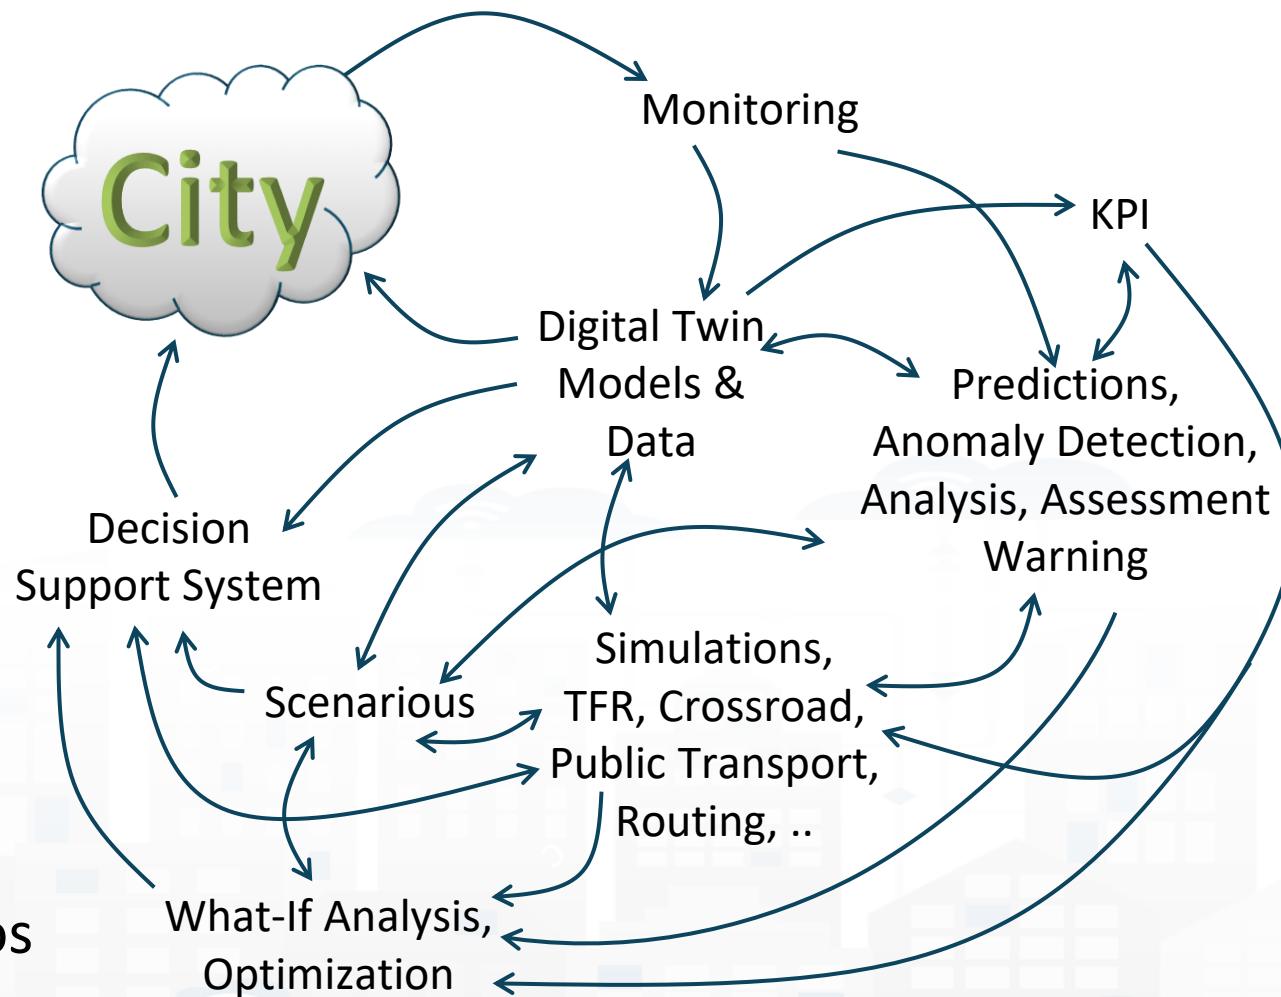 Monitoring
City
KPI
Digital Twin
Models &
Data
Predictions,
Anomaly Detection,
Analysis, Assessment
Warning
Decision
Support System
Simulations,
TFR, Crossroad,
Public Transport,
Routing, ..
Scenarious
What-If Analysis,
Optimization
os